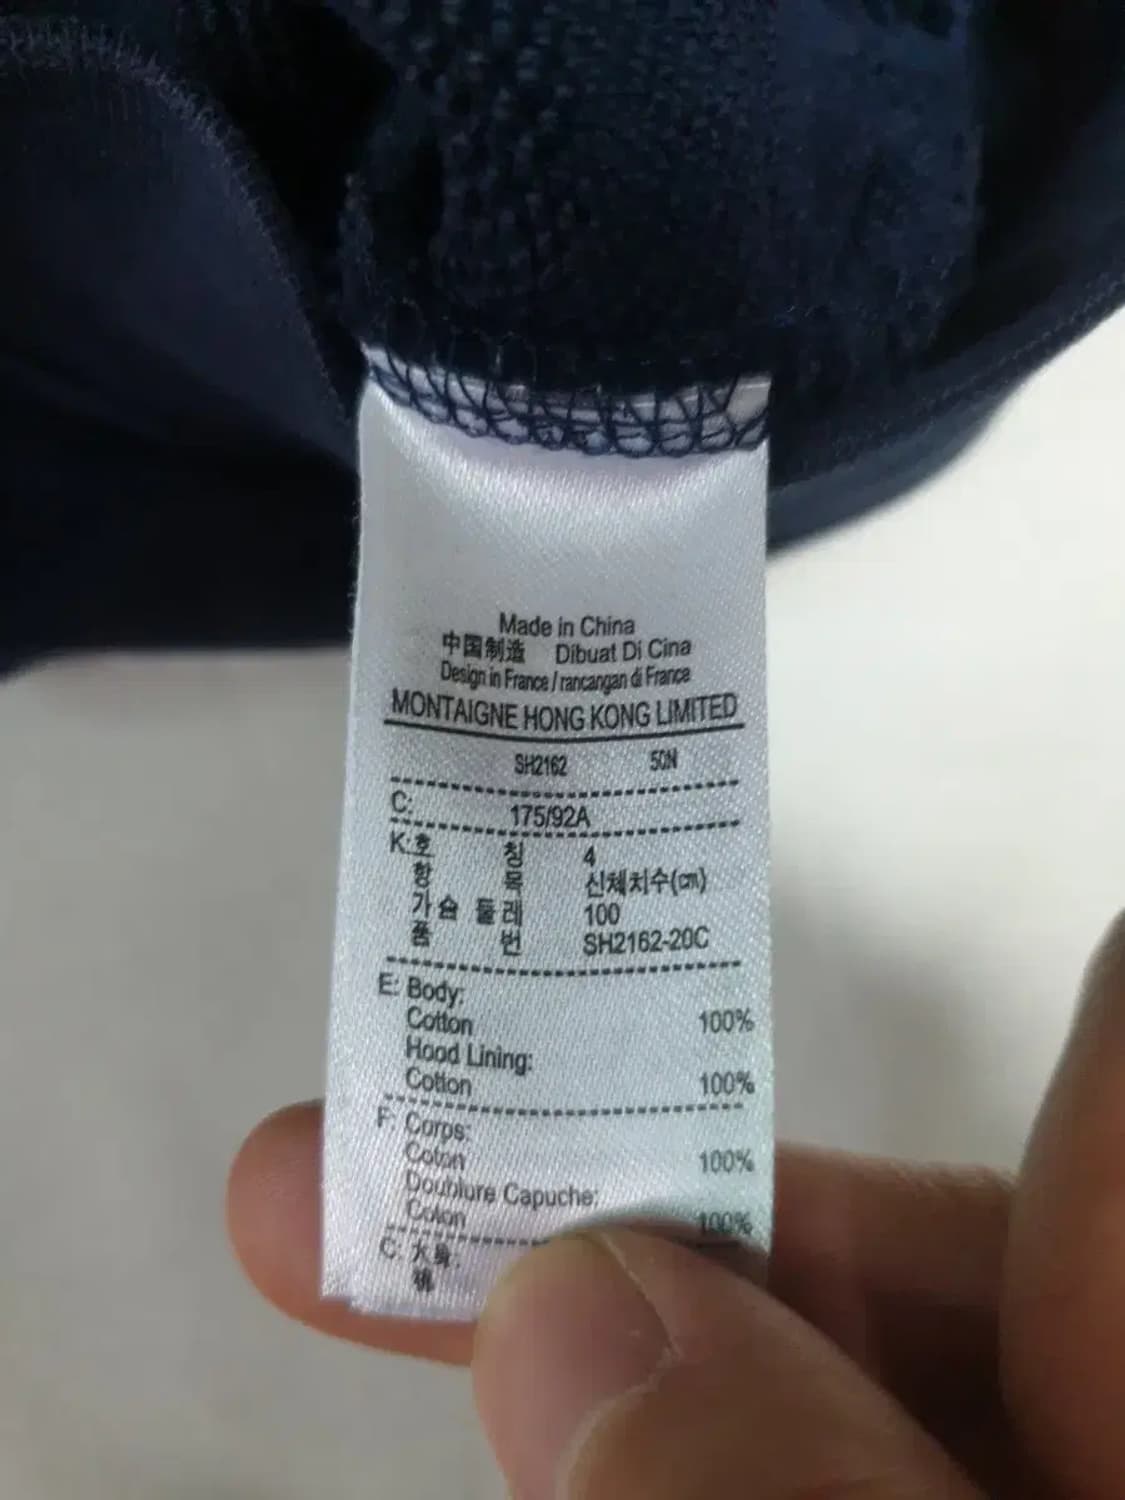 Made in China
中国制造 Dibuat Di Cina
Design in France / rancangan di France
MONTAIGNE HONG KONG LIMITED
SH2162 50N
C: 175/92A
K: 호 칭 4
항 목 신체치수(cm)
가슴 둘레 100
품 번 SH2162-20C
E: Body:
Cotton 100%
Hood Lining:
Cotton 100%
F: Corps:
Coton 100%
Doublure Capuche:
Coton 100%
C: 大身:
棉